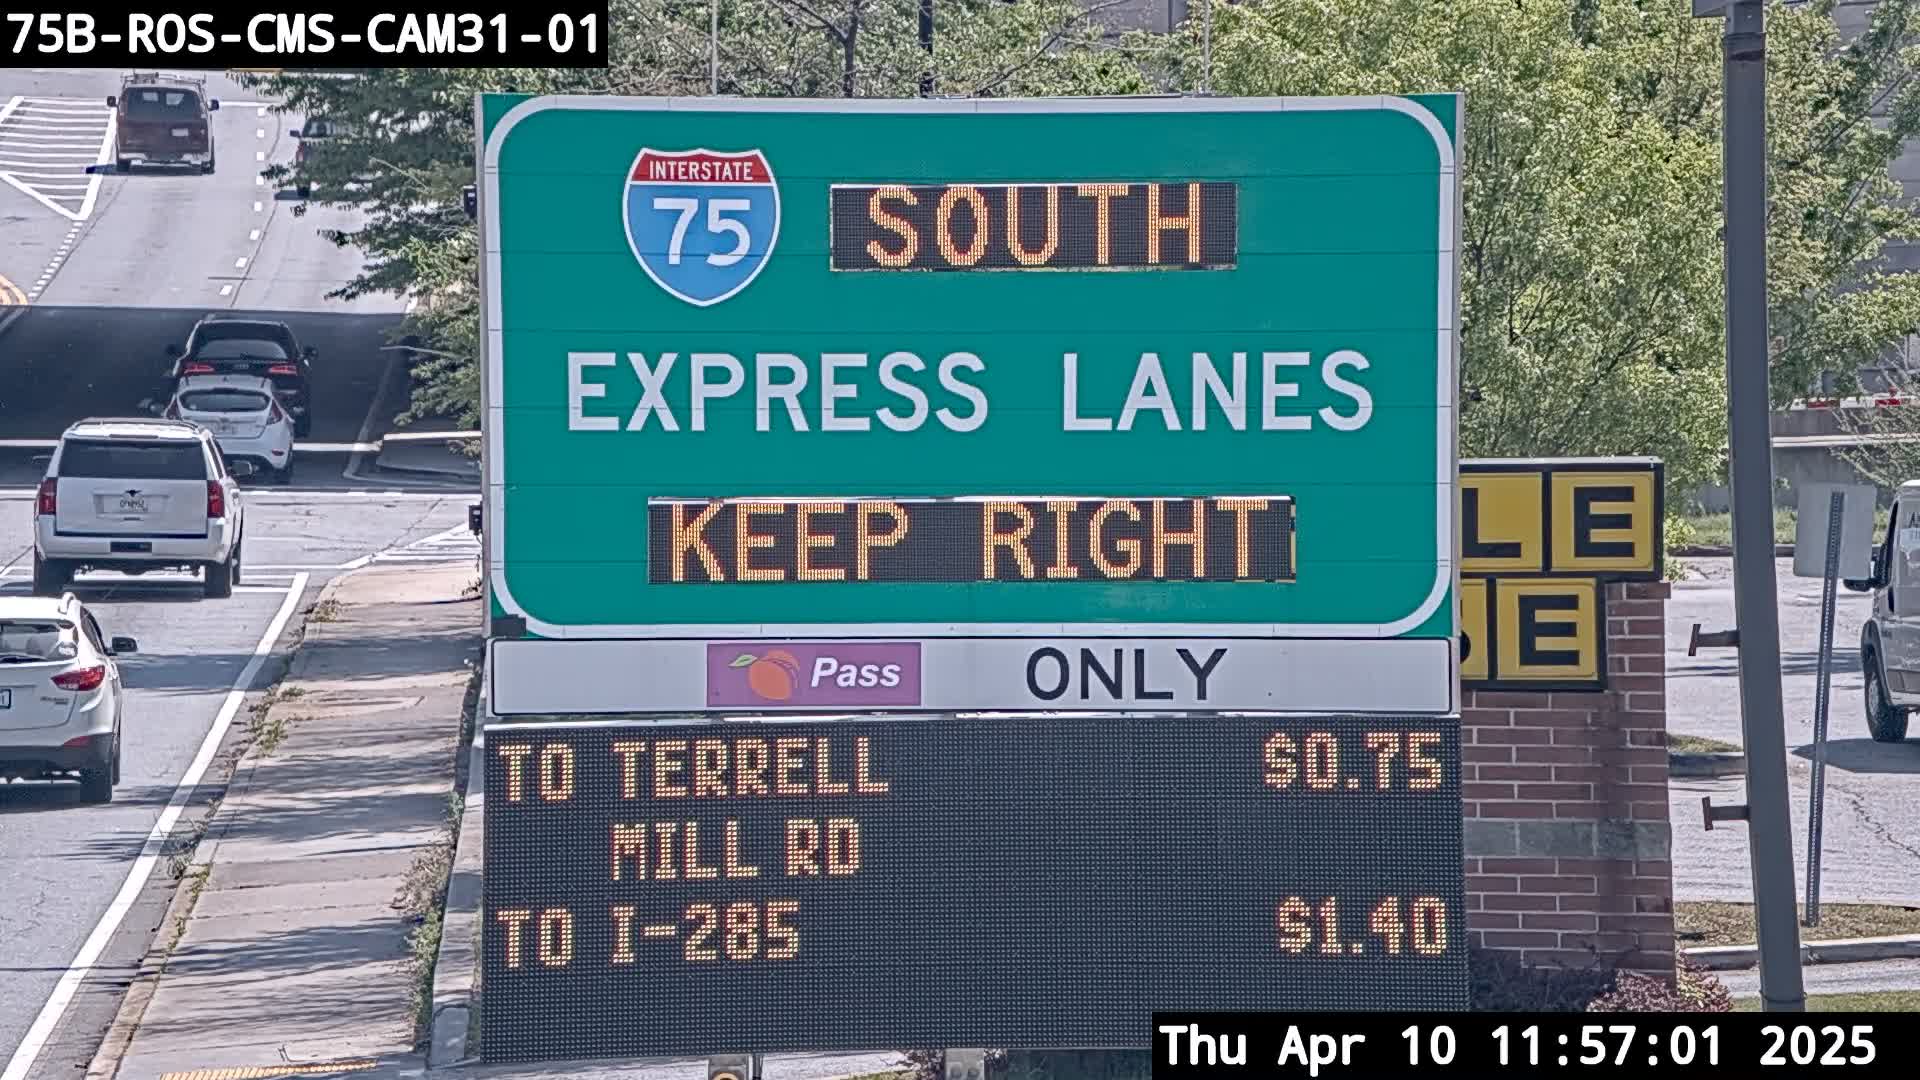 75B-ROS-CMS-CAM31-01
INTERSTATE
75
SOUTH
EXPRESS LANES
KEEP RIGHT
Pass ONLY
TO TERRELL $0.75
MILL RD
TO I-285 $1.40
LE
E
Thu Apr 10 11:57:01 2025